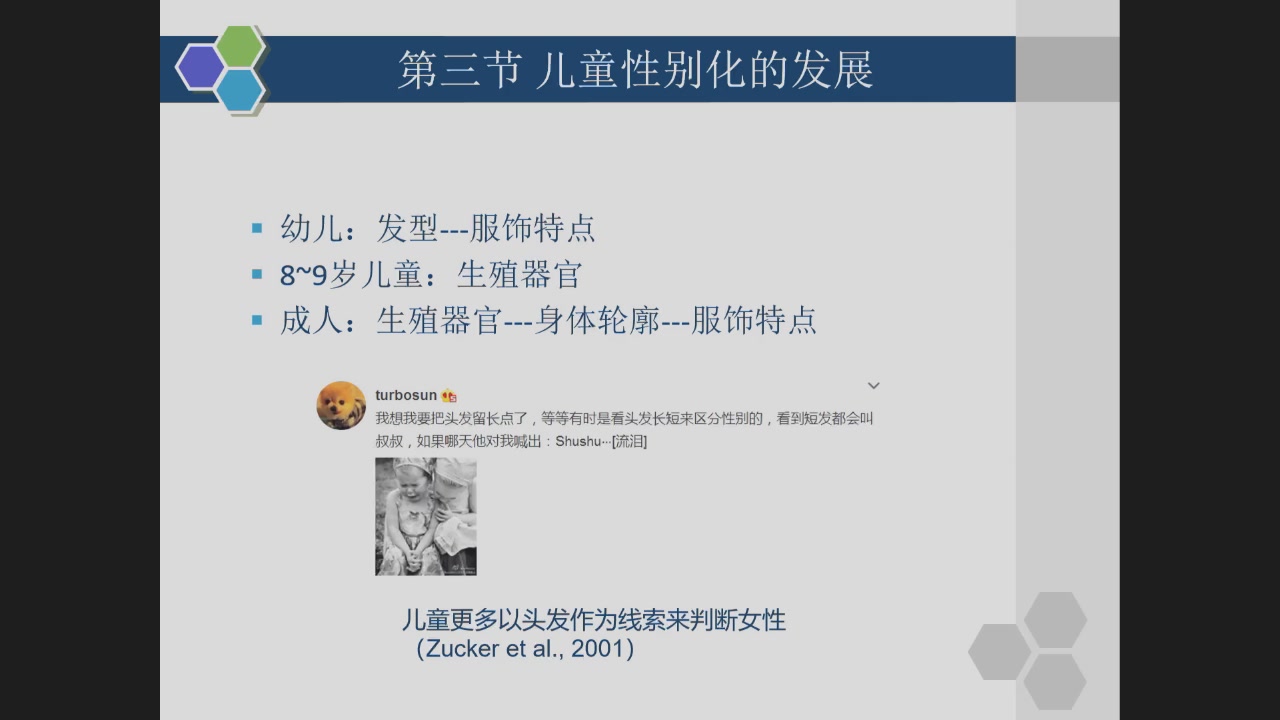 第三节 儿童性别化的发展
幼儿：发型---服饰特点
8~9岁儿童：生殖器官
成人：生殖器官---身体轮廓---服饰特点
turbosun
我想我要把头发留长点了，等等有时是看头发长短来区分性别的，看到短发都会叫
叔叔，如果哪天他对我喊出：Shushu···[流泪]
儿童更多以头发作为线索来判断女性
（Zucker et al., 2001）